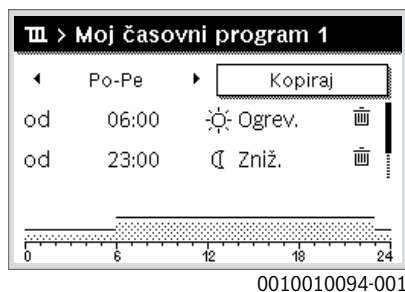 > Moj časovni program 1
Po-Pe Kopiraj
od 06:00 Ogrev.
od 23:00 Zniž.
0 6 12 18 24
0010010094-001